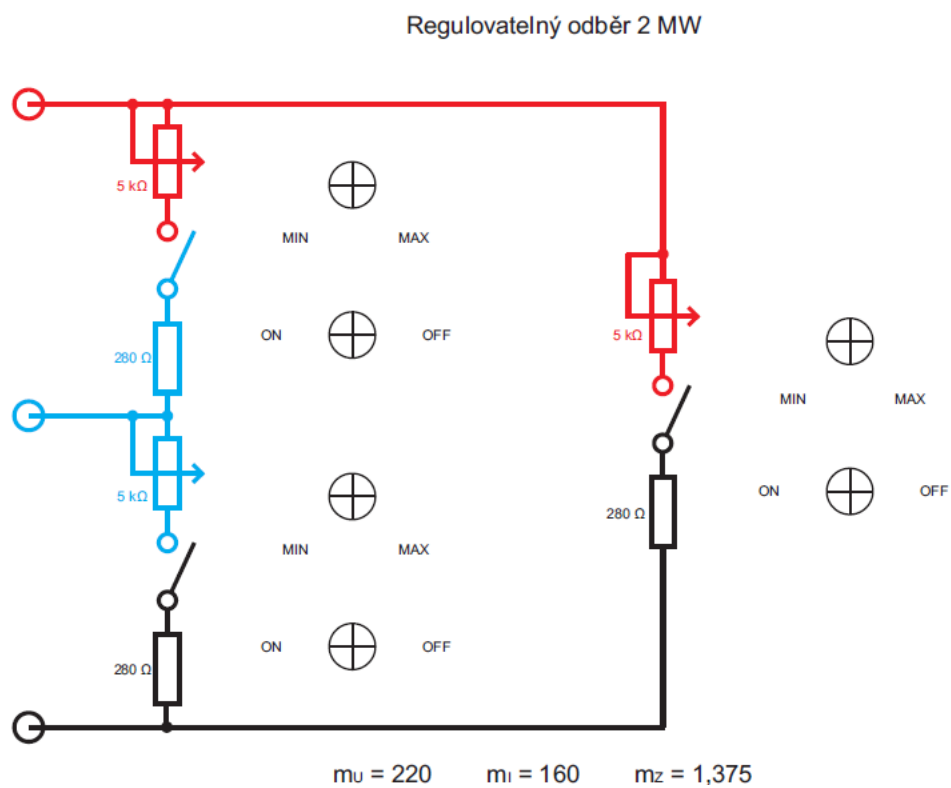 Regulovatelný odběr 2 MW
5 kΩ
MIN MAX
280 Ω
ON OFF
5 kΩ
MIN MAX
5 kΩ
MIN MAX
280 Ω
ON OFF
280 Ω
ON OFF
mU = 220 mI = 160 mZ = 1,375